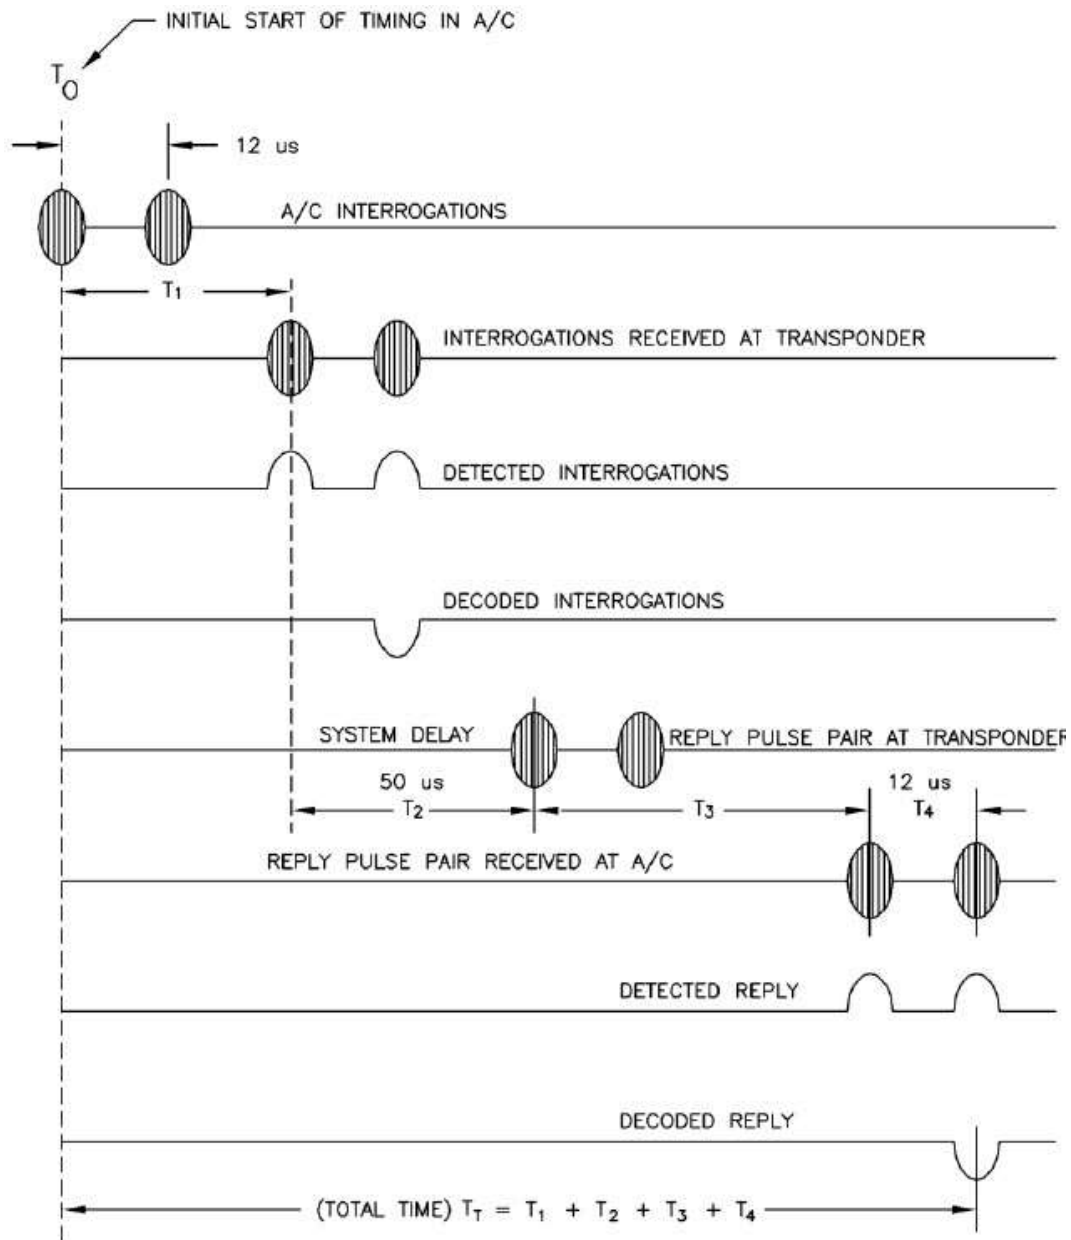 INITIAL START OF TIMING IN A/C
T0
12 us
A/C INTERROGATIONS
T1
INTERROGATIONS RECEIVED AT TRANSPONDER
DETECTED INTERROGATIONS
DECODED INTERROGATIONS
SYSTEM DELAY
REPLY PULSE PAIR AT TRANSPONDER
50 us
12 us
T2
T3
T4
REPLY PULSE PAIR RECEIVED AT A/C
DETECTED REPLY
DECODED REPLY
(TOTAL TIME) TT = T1 + T2 + T3 + T4